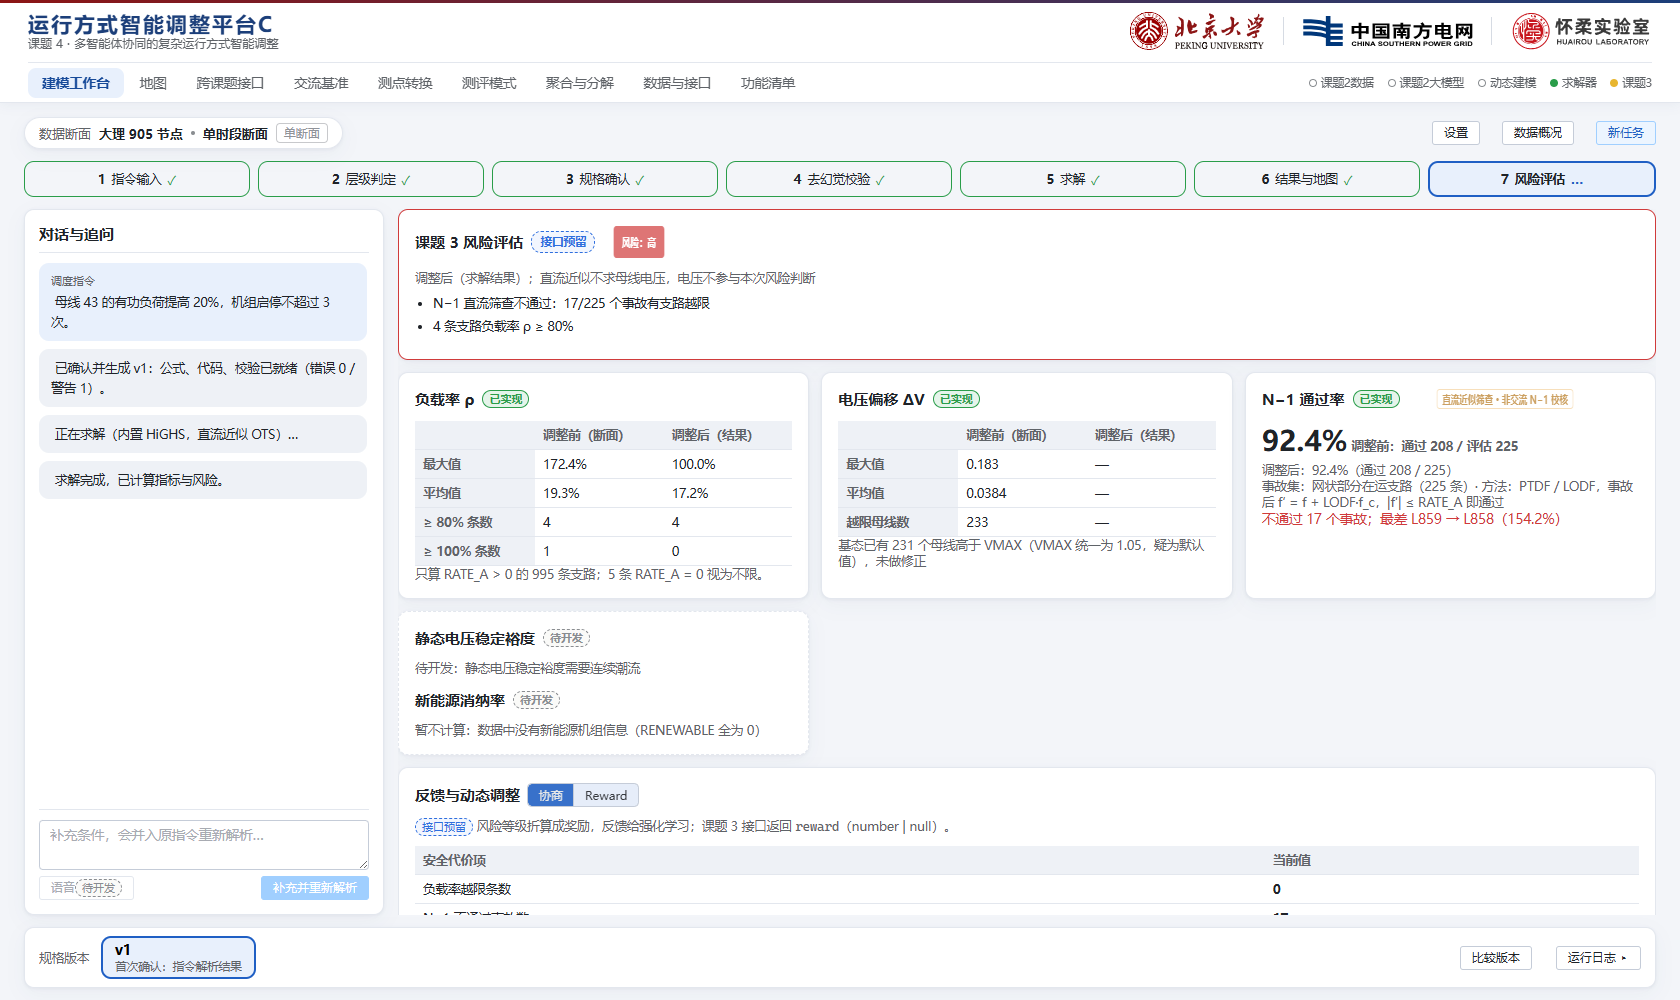 运行方式智能调整平台C
课题 4 · 多智能体协同的复杂运行方式智能调整
北京大学
PEKING UNIVERSITY
中国南方电网
CHINA SOUTHERN POWER GRID
怀柔实验室
HUAIROU LABORATORY
建模工作台 地图 跨课题接口 交流基准 测点转换 测评模式 聚合与分解 数据与接口 功能清单
课题2数据 课题2大模型 动态建模 求解器 课题3
数据断面 大理 905 节点 • 单时段断面 单断面
设置 数据概况 新任务
1 指令输入 ✓
2 层级判定 ✓
3 规格确认 ✓
4 去幻觉校验 ✓
5 求解 ✓
6 结果与地图 ✓
7 风险评估 ...
对话与追问
调度指令
母线 43 的有功负荷提高 20%，机组启停不超过 3
次。
已确认并生成 v1：公式、代码、校验已就绪（错误 0 /
警告 1）。
正在求解（内置 HiGHS，直流近似 OTS）...
求解完成，已计算指标与风险。
补充条件，会并入原指令重新解析...
语音 待开发
补充并重新解析
课题 3 风险评估 接口预留 风险: 高
调整后（求解结果）；直流近似不求母线电压，电压不参与本次风险判断
• N−1 直流筛查不通过：17/225 个事故有支路越限
• 4 条支路负载率 ρ ≥ 80%
负载率 ρ 已实现
调整前（断面） 调整后（结果）
最大值 172.4% 100.0%
平均值 19.3% 17.2%
≥ 80% 条数 4 4
≥ 100% 条数 1 0
只算 RATE_A > 0 的 995 条支路；5 条 RATE_A = 0 视为不限。
电压偏移 ΔV 已实现
调整前（断面） 调整后（结果）
最大值 0.183 —
平均值 0.0384 —
越限母线数 233 —
基态已有 231 个母线高于 VMAX（VMAX 统一为 1.05，疑为默认
值），未做修正
N−1 通过率 已实现 直流近似筛查 • 非交流 N−1 校核
92.4% 调整前：通过 208 / 评估 225
调整后：92.4%（通过 208 / 225）
事故集：网状部分在运支路（225 条）· 方法：PTDF / LODF，事故
后 f′ = f + LODF·f_c，|f′| ≤ RATE_A 即通过
不通过 17 个事故；最差 L859 → L858（154.2%）
静态电压稳定裕度 待开发
待开发：静态电压稳定裕度需要连续潮流
新能源消纳率 待开发
暂不计算：数据中没有新能源机组信息（RENEWABLE 全为 0）
反馈与动态调整 协商 Reward
接口预留 风险等级折算成奖励，反馈给强化学习；课题 3 接口返回 reward（number | null）。
安全代价项 当前值
负载率越限条数 0
规格版本
v1
首次确认：指令解析结果
比较版本 运行日志 ▸